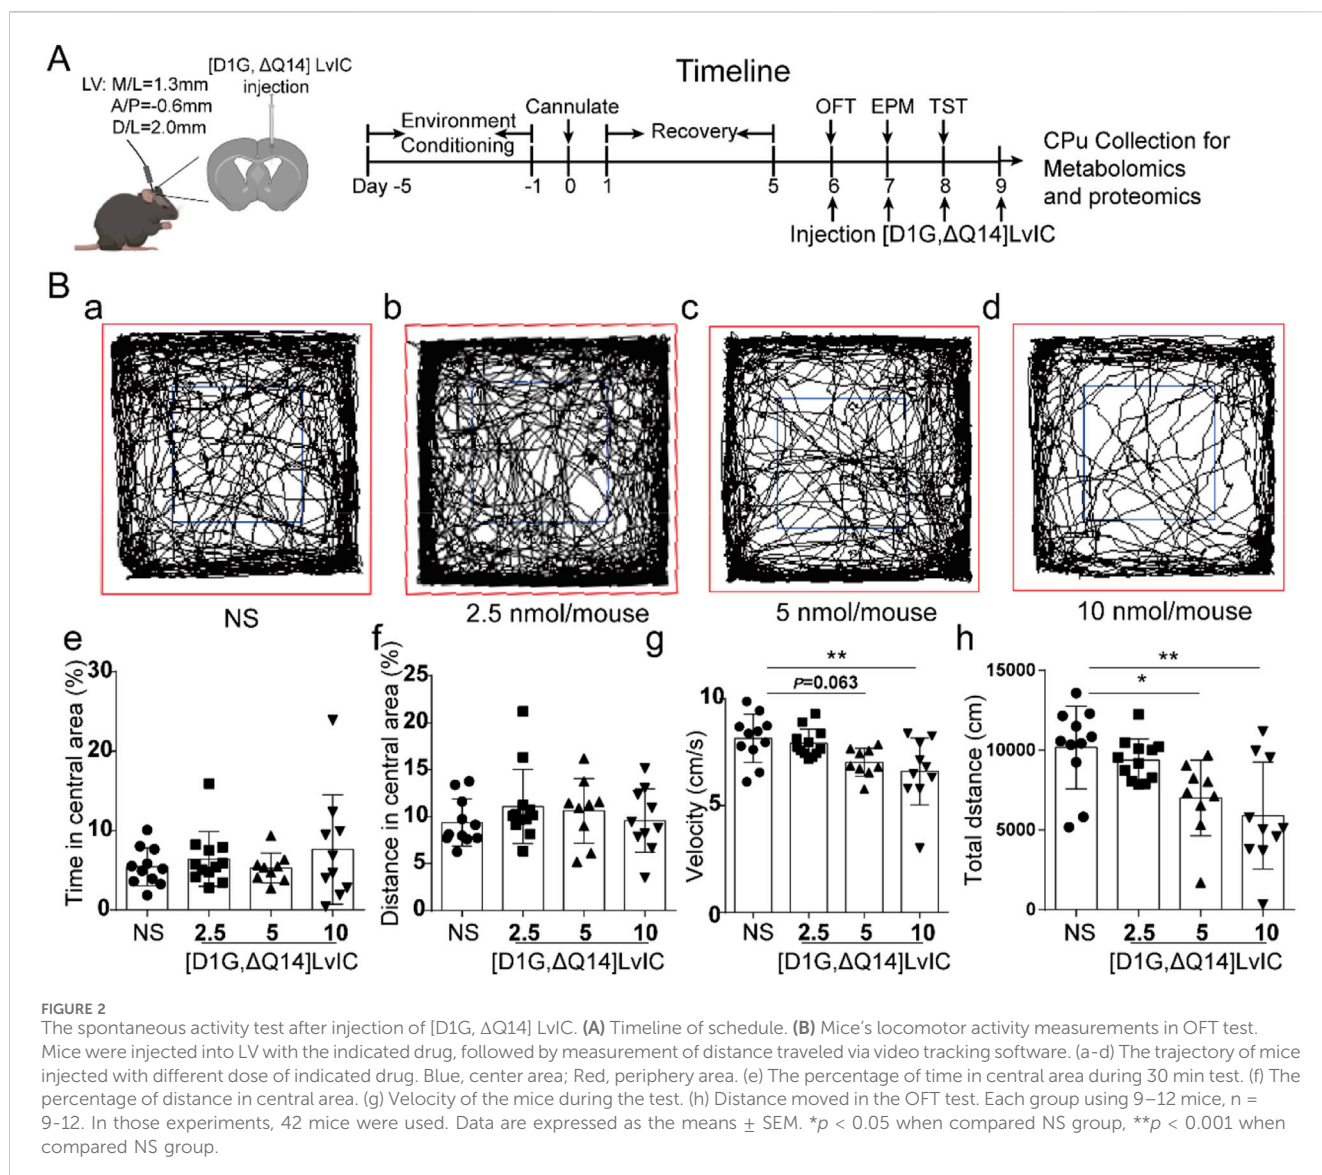 A
LV: M/L=1.3mm
A/P=-0.6mm
D/L=2.0mm
[D1G, ΔQ14] LvIC
injection
Timeline
Environment
Conditioning
Cannulate
Recovery
OFT EPM TST
Day -5 -1 0 1 5 6 7 8 9
Injection [D1G,ΔQ14]LvIC
CPu Collection for
Metabolomics
and proteomics
B
a b c d
NS 2.5 nmol/mouse 5 nmol/mouse 10 nmol/mouse
e
Time in central area (%)
30
20
10
0
NS 2.5 5 10
[D1G,ΔQ14]LvIC
f
Distance in central area (%)
25
20
15
10
5
0
NS 2.5 5 10
[D1G,ΔQ14]LvIC
g
Velocity (cm/s)
10
5
0
**
P=0.063
NS 2.5 5 10
[D1G,ΔQ14]LvIC
h
Total dstance (cm)
15000
10000
5000
0
**
*
NS 2.5 5 10
[D1G,ΔQ14]LvIC
FIGURE 2
The spontaneous activity test after injection of [D1G, ΔQ14] LvIC. (A) Timeline of schedule. (B) Mice's locomotor activity measurements in OFT test.
Mice were injected into LV with the indicated drug, followed by measurement of distance traveled via video tracking software. (a-d) The trajectory of mice
injected with different dose of indicated drug. Blue, center area; Red, periphery area. (e) The percentage of time in central area during 30 min test. (f) The
percentage of distance in central area. (g) Velocity of the mice during the test. (h) Distance moved in the OFT test. Each group using 9–12 mice, n =
9-12. In those experiments, 42 mice were used. Data are expressed as the means ± SEM. *p < 0.05 when compared NS group, **p < 0.001 when
compared NS group.